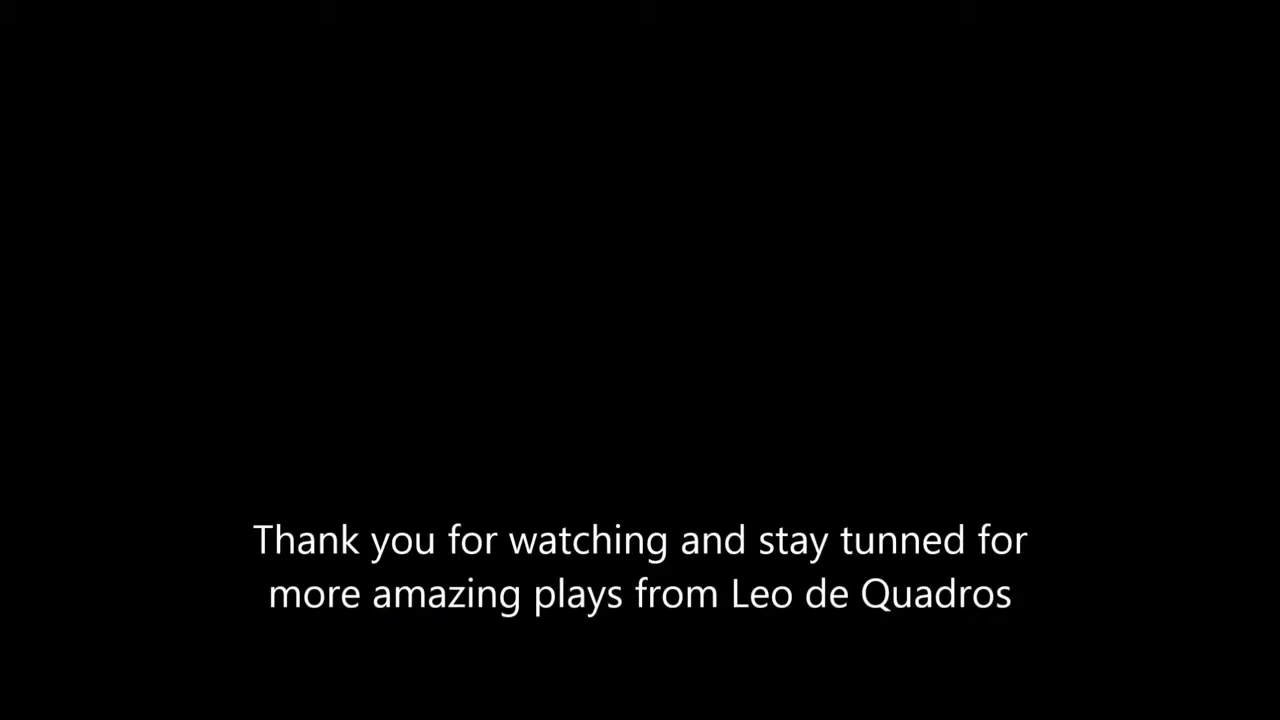 Thank you for watching and stay tunned for
more amazing plays from Leo de Quadros